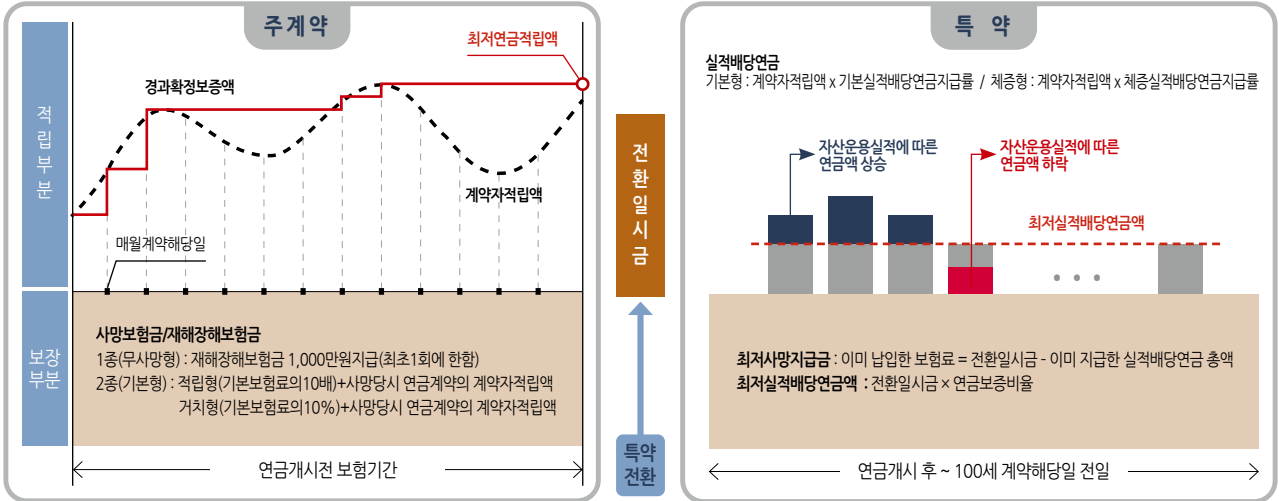 주계약
최저연금적립액
경과확정보증액
계약자적립액
매월계약해당일
적립부분
보장
부분
사망보험금/재해장해보험금
1종(무사망형) : 재해장해보험금 1,000만원지급(최초1회에 한함)
2종(기본형) : 적립형(기본보험료의10배)+사망당시 연금계약의 계약자적립액
거치형(기본보험료의10%)+사망당시 연금계약의 계약자적립액
연금개시전 보험기간
전환일시금
특약
전환
특 약
실적배당연금
기본형 : 계약자적립액 x 기본실적배당연금지급률 / 체증형 : 계약자적립액 x 체증실적배당연금지급률
자산운용실적에 따른
연금액 상승
자산운용실적에 따른
연금액 하락
최저실적배당연금액
최저사망지급금 : 이미 납입한 보험료 = 전환일시금 - 이미 지급한 실적배당연금 총액
최저실적배당연금액 : 전환일시금 × 연금보증비율
연금개시 후 ~ 100세 계약해당일 전일